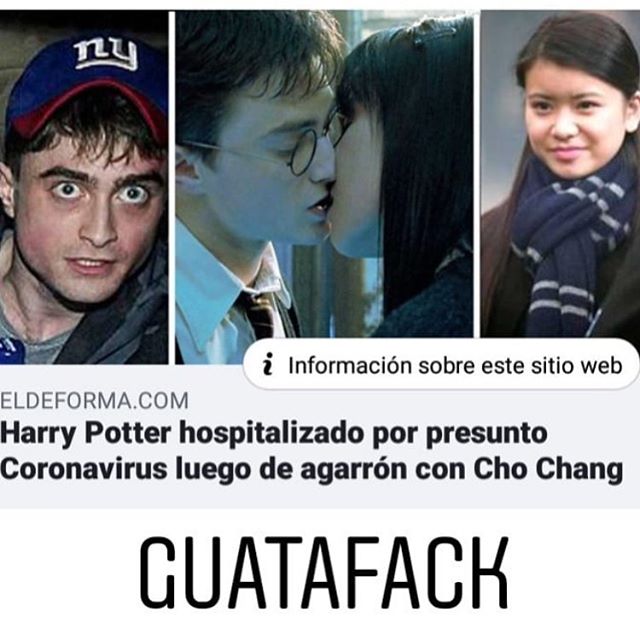 ny
Información sobre este sitio web
ELDEFORMA.COM
Harry Potter hospitalizado por presunto
Coronavirus luego de agarrón con Cho Chang
GUATAFACK